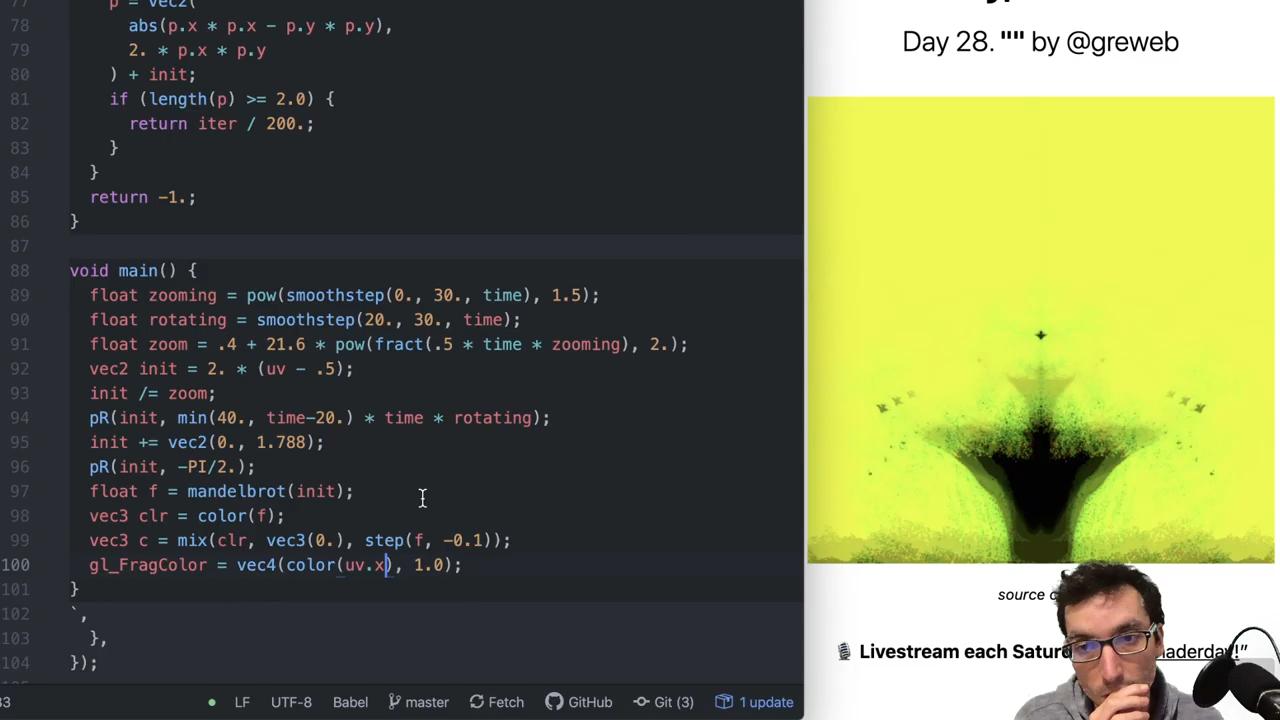 77 p = vec2(
78 abs(p.x * p.x - p.y * p.y),
79 2. * p.x * p.y
80 ) + init;
81 if (length(p) >= 2.0) {
82 return iter / 200.;
83 }
84 }
85 return -1.;
86 }
87
88 void main() {
89 float zooming = pow(smoothstep(0., 30., time), 1.5);
90 float rotating = smoothstep(20., 30., time);
91 float zoom = .4 + 21.6 * pow(fract(.5 * time * zooming), 2.);
92 vec2 init = 2. * (uv - .5);
93 init /= zoom;
94 pR(init, min(40., time-20.) * time * rotating);
95 init += vec2(0., 1.788);
96 pR(init, -PI/2.);
97 float f = mandelbrot(init);
98 vec3 clr = color(f);
99 vec3 c = mix(clr, vec3(0.), step(f, -0.1));
100 gl_FragColor = vec4(color(uv.x), 1.0);
101 }
102 `,
103 },
104 });
33 LF UTF-8 Babel master Fetch GitHub Git (3) 1 update
Day 28. "" by @greweb
source
Livestream each Saturd
aderday!”